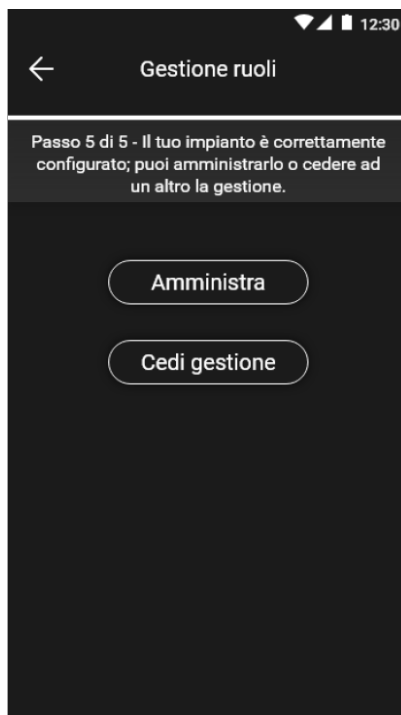 12:30
Gestione ruoli
Passo 5 di 5 - Il tuo impianto è correttamente
configurato; puoi amministrarlo o cedere ad
un altro la gestione.
Amministra
Cedi gestione